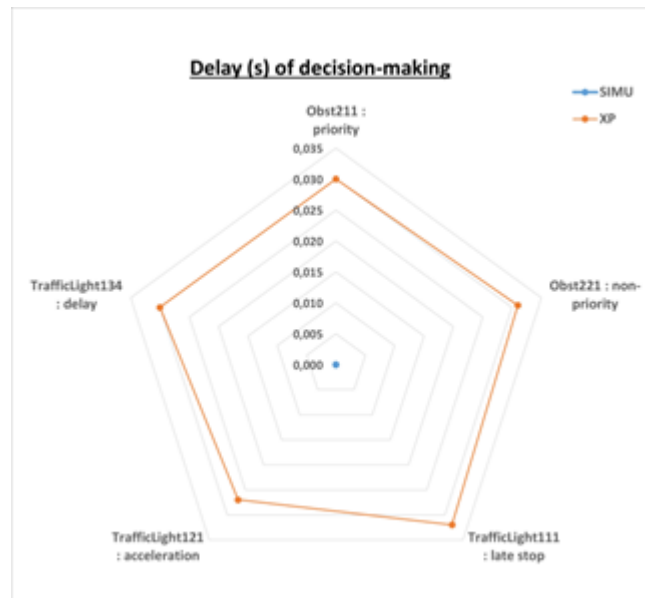 Delay (s) of decision-making
SIMU
XP
Obst211 :
priority
0,035
0,030
0,025
0,020
0,015
0,010
0,005
0,000
TrafficLight134
: delay
Obst221 : non-
priority
TrafficLight121
: acceleration
TrafficLight111
: late stop